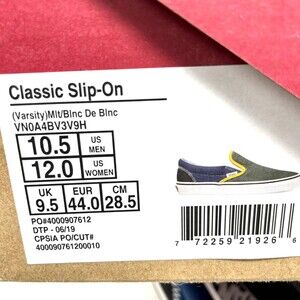 Classic Slip-On
(Varsity)Mlt/Blnc De Blnc
VN0A4BV3V9H
10.5 US MEN
12.0 US WOMEN
UK 9.5 EUR 44.0 CM 28.5
PO#4000907612
DTP - 06/19
CPSIA PO/CUT#
400090761200010
7 72259 21926 6